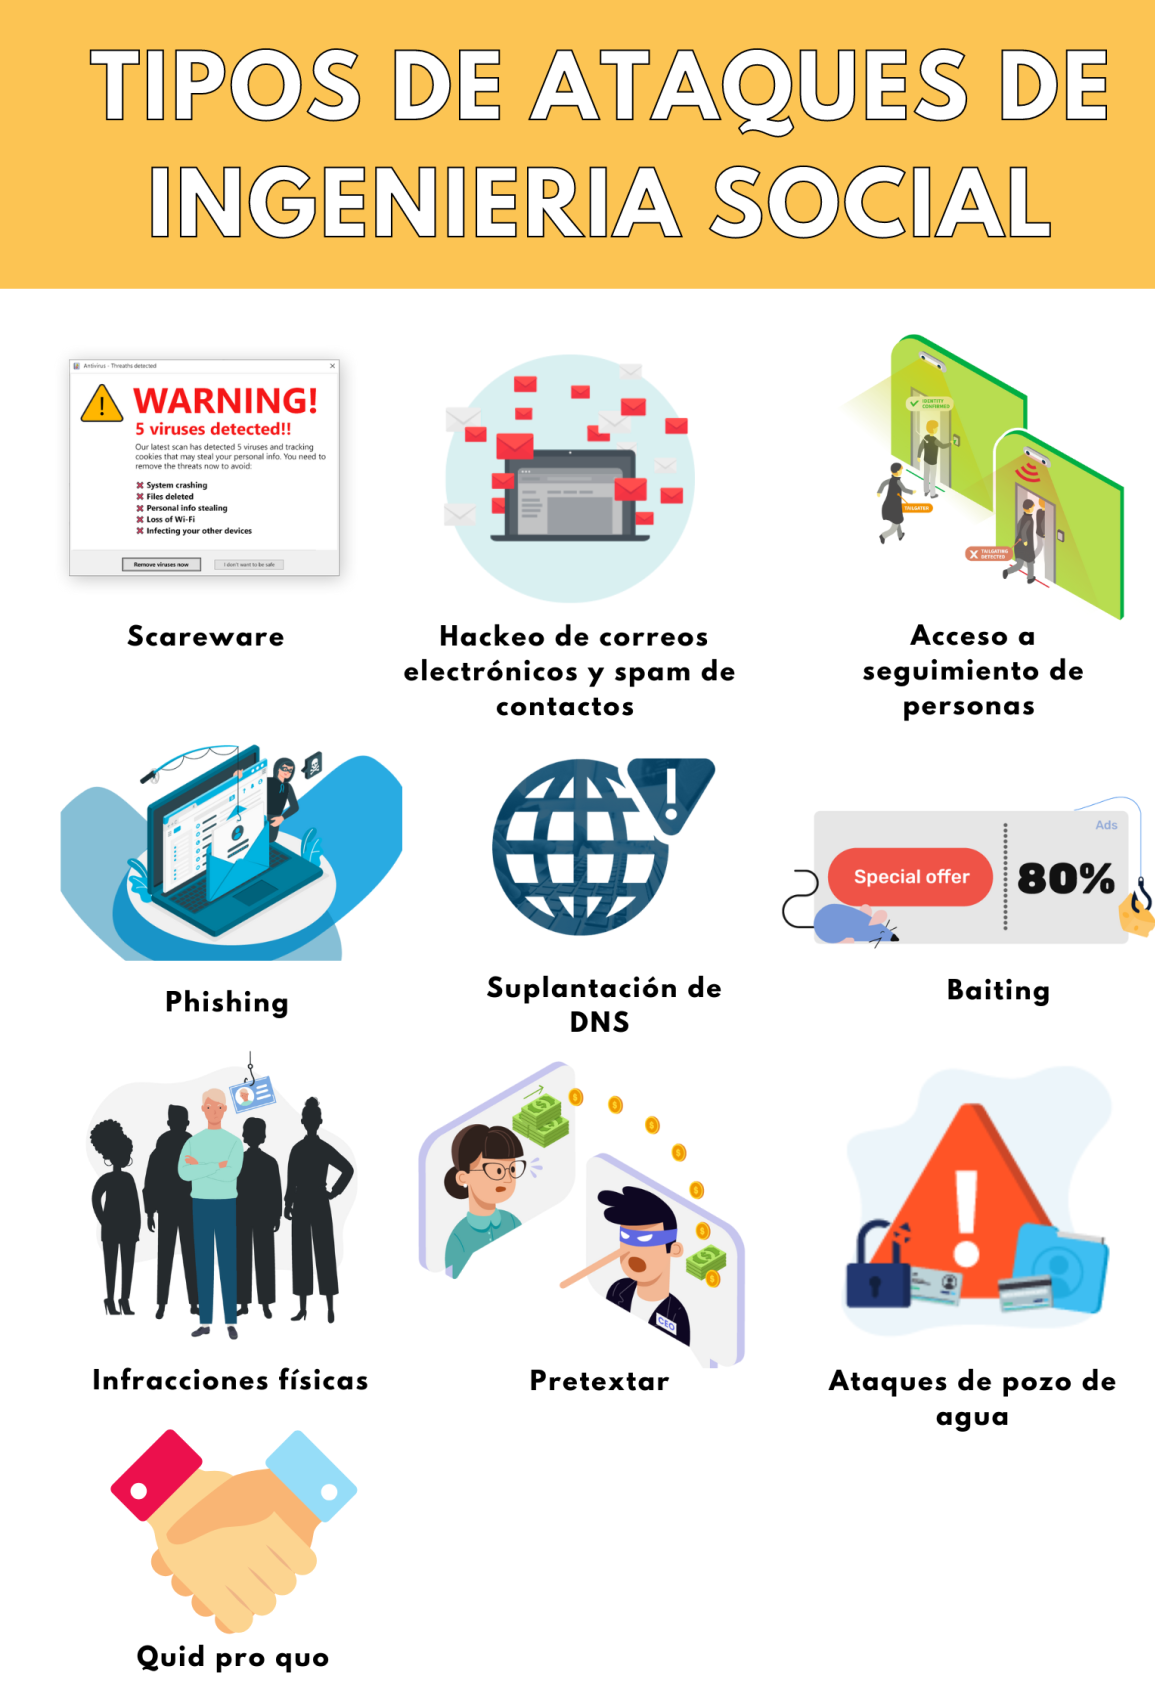 TIPOS DE ATAQUES DE
INGENIERIA SOCIAL
Antivirus - Threaths detected
WARNING!
5 viruses detected!!
Our latest scan has detected 5 viruses and tracking
cookies that may steal your personal info. You need to
remove the threats now to avoid:
System crashing
Files deleted
Personal info stealing
Loss of Wi-Fi
Infecting your other devices
Remove viruses now
I don't want to be safe
Scareware
Hackeo de correos
electrónicos y spam de
contactos
IDENTITY
CONFIRMED
TAILGATER
TAILGATING
DETECTED
Acceso a
seguimiento de
personas
Phishing
Suplantación de
DNS
Ads
Special offer
80%
Baiting
Infracciones físicas
CEO
Pretextar
Ataques de pozo de
agua
Quid pro quo